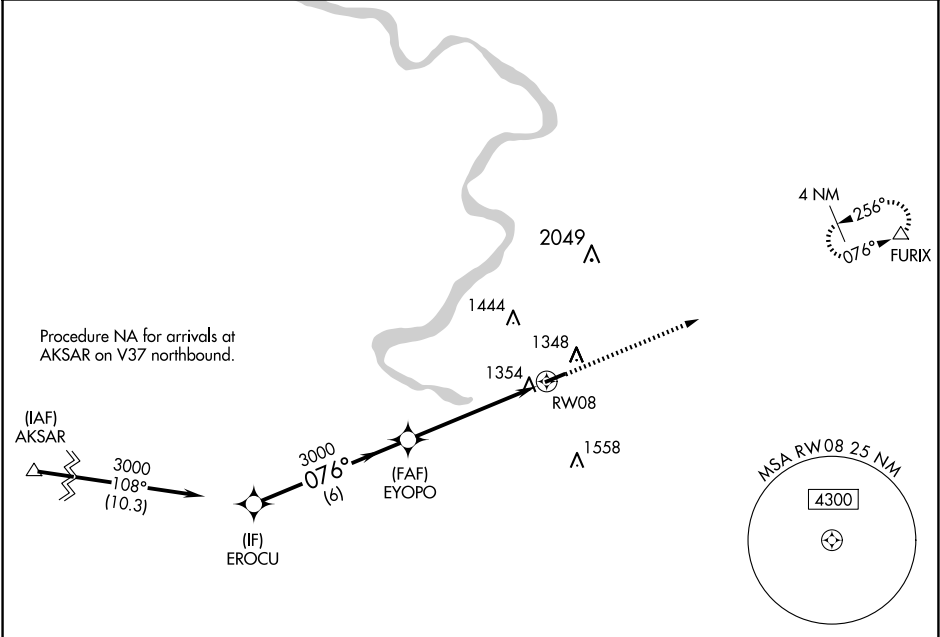 4 NM
256°
076°
FURIX
2049
1444
1348
1354
RW08
1558
Procedure NA for arrivals at
AKSAR on V37 northbound.
(IAF)
AKSAR
3000
108°
(10.3)
3000
076°
(6)
(FAF)
EYOPO
(IF)
EROCU
MSA RW08 25 NM
4300